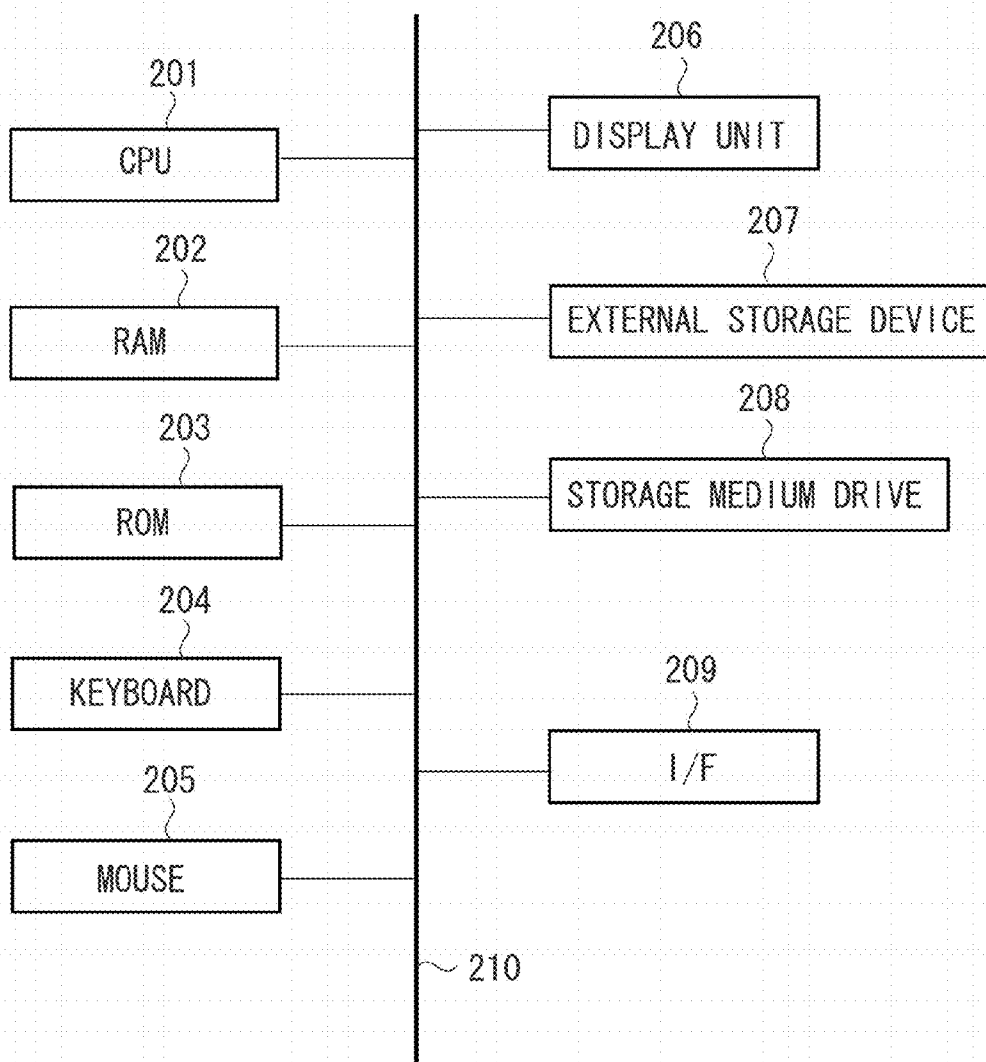 201
CPU
202
RAM
203
ROM
204
KEYBOARD
205
MOUSE
206
DISPLAY UNIT
207
EXTERNAL STORAGE DEVICE
208
STORAGE MEDIUM DRIVE
209
I/F
210